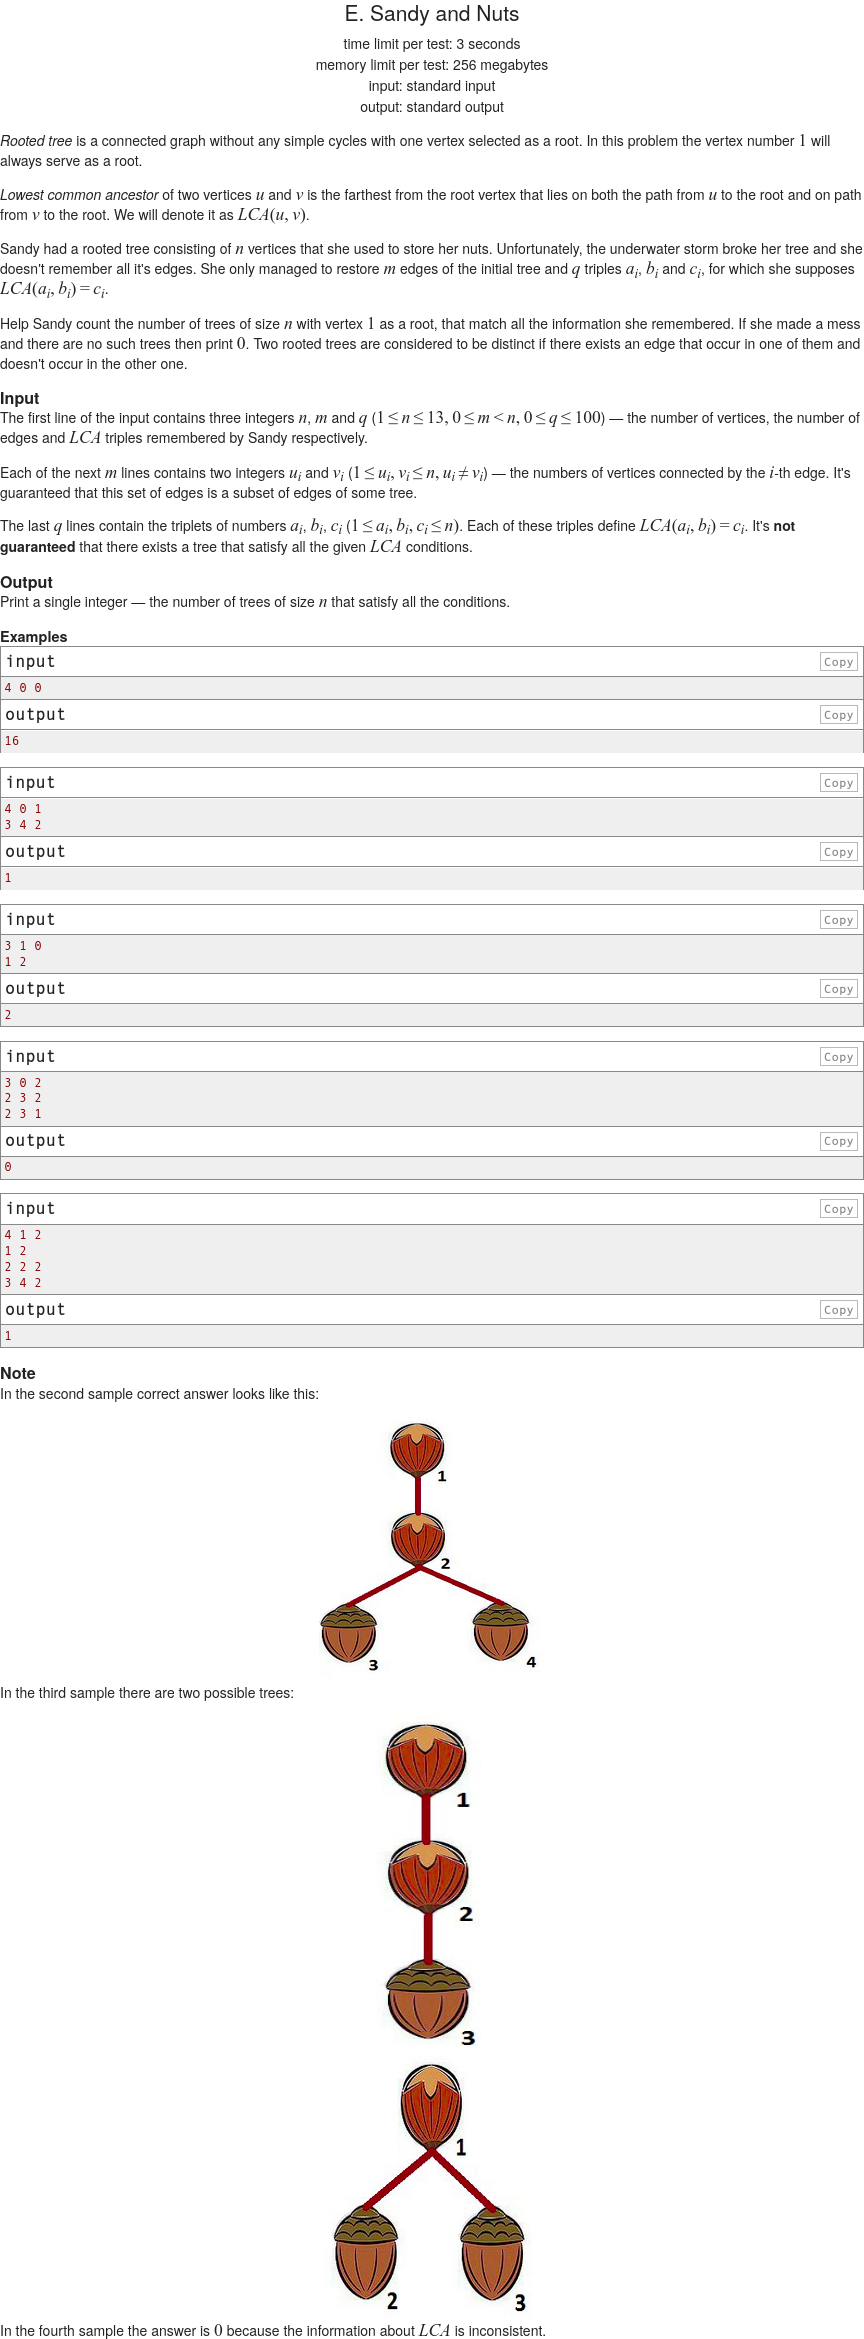 E. Sandy and Nuts
time limit per test: 3 seconds
memory limit per test: 256 megabytes
input: standard input
output: standard output
Rooted tree is a connected graph without any simple cycles with one vertex selected as a root. In this problem the vertex number 1 will
always serve as a root.
Lowest common ancestor of two vertices u and v is the farthest from the root vertex that lies on both the path from u to the root and on path
from v to the root. We will denote it as LCA(u, v).
Sandy had a rooted tree consisting of n vertices that she used to store her nuts. Unfortunately, the underwater storm broke her tree and she
doesn't remember all it's edges. She only managed to restore m edges of the initial tree and q triples a_i, b_i and c_i, for which she supposes
LCA(a_i, b_i) = c_i.
Help Sandy count the number of trees of size n with vertex 1 as a root, that match all the information she remembered. If she made a mess
and there are no such trees then print 0. Two rooted trees are considered to be distinct if there exists an edge that occur in one of them and
doesn't occur in the other one.
Input
The first line of the input contains three integers n, m and q (1 ≤ n ≤ 13, 0 ≤ m < n, 0 ≤ q ≤ 100) — the number of vertices, the number of
edges and LCA triples remembered by Sandy respectively.
Each of the next m lines contains two integers u_i and v_i (1 ≤ u_i, v_i ≤ n, u_i ≠ v_i) — the numbers of vertices connected by the i-th edge. It's
guaranteed that this set of edges is a subset of edges of some tree.
The last q lines contain the triplets of numbers a_i, b_i, c_i (1 ≤ a_i, b_i, c_i ≤ n). Each of these triples define LCA(a_i, b_i) = c_i. It's not
guaranteed that there exists a tree that satisfy all the given LCA conditions.
Output
Print a single integer — the number of trees of size n that satisfy all the conditions.
Examples
input Copy
4 0 0
output Copy
16
input Copy
4 0 1
3 4 2
output Copy
1
input Copy
3 1 0
1 2
output Copy
2
input Copy
3 0 2
2 3 2
2 3 1
output Copy
0
input Copy
4 1 2
1 2
2 2 2
3 4 2
output Copy
1
Note
In the second sample correct answer looks like this:
1
2
3 4
In the third sample there are two possible trees:
1
2
3
1
2 3
In the fourth sample the answer is 0 because the information about LCA is inconsistent.